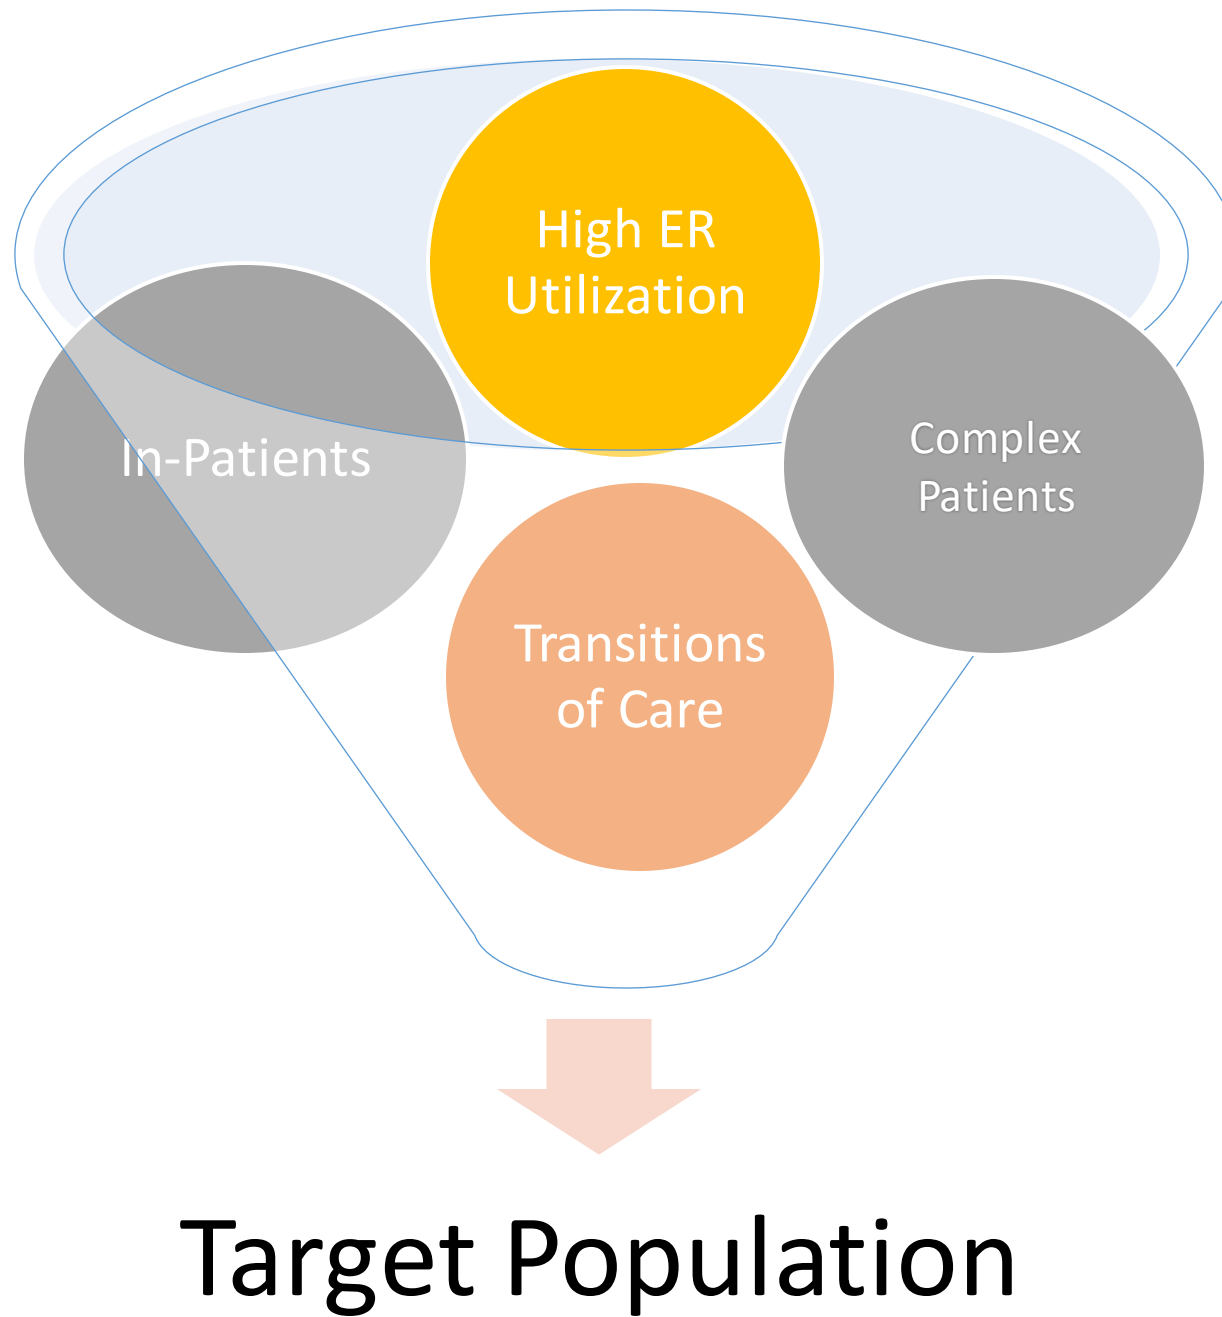 High ER
Utilization
In-Patients
Complex
Patients
Transitions
of Care
Target Population